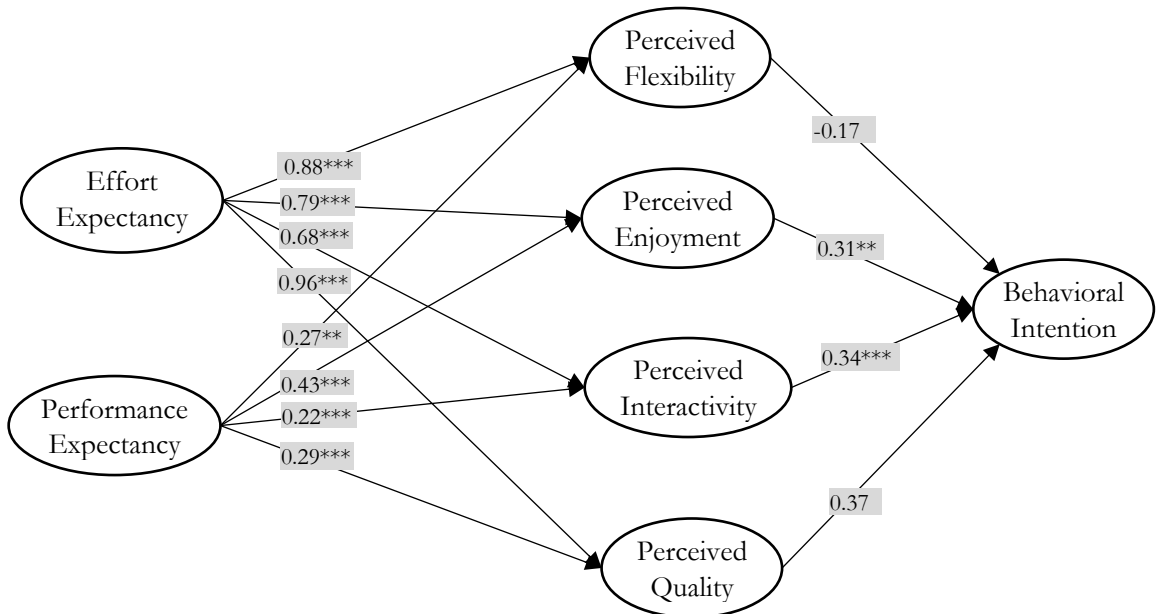 Perceived
Flexibility
-0.17
0.88***
Effort
Expectancy
0.79***
Perceived
Enjoyment
0.68***
0.31**
0.96***
Behavioral
Intention
0.27**
0.34***
Perceived
Interactivity
0.43***
Performance
Expectancy
0.22***
0.29***
0.37
Perceived
Quality